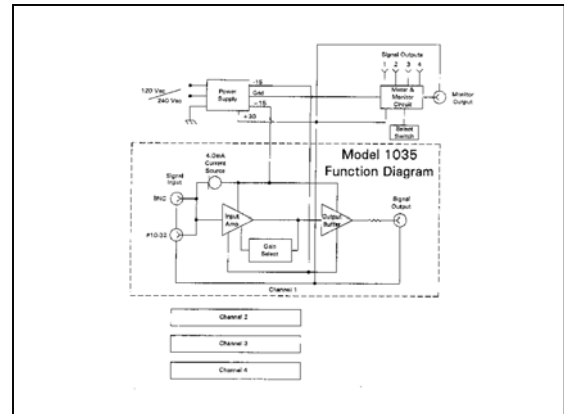 Signal Outputs
1 2 3 4
120 Vac
240 Vac
Power
Supply
-15
Gnd
-15
+30
Meter &
Monitor
Circuit
Monitor
Output
Select
Switch
Model 1035
Function Diagram
4.0mA
Current
Source
Signal
Input
BNC
#10-32
Input
Amp
Gain
Select
Output
Buffer
Signal
Output
Channel 1
Channel 2
Channel 3
Channel 4